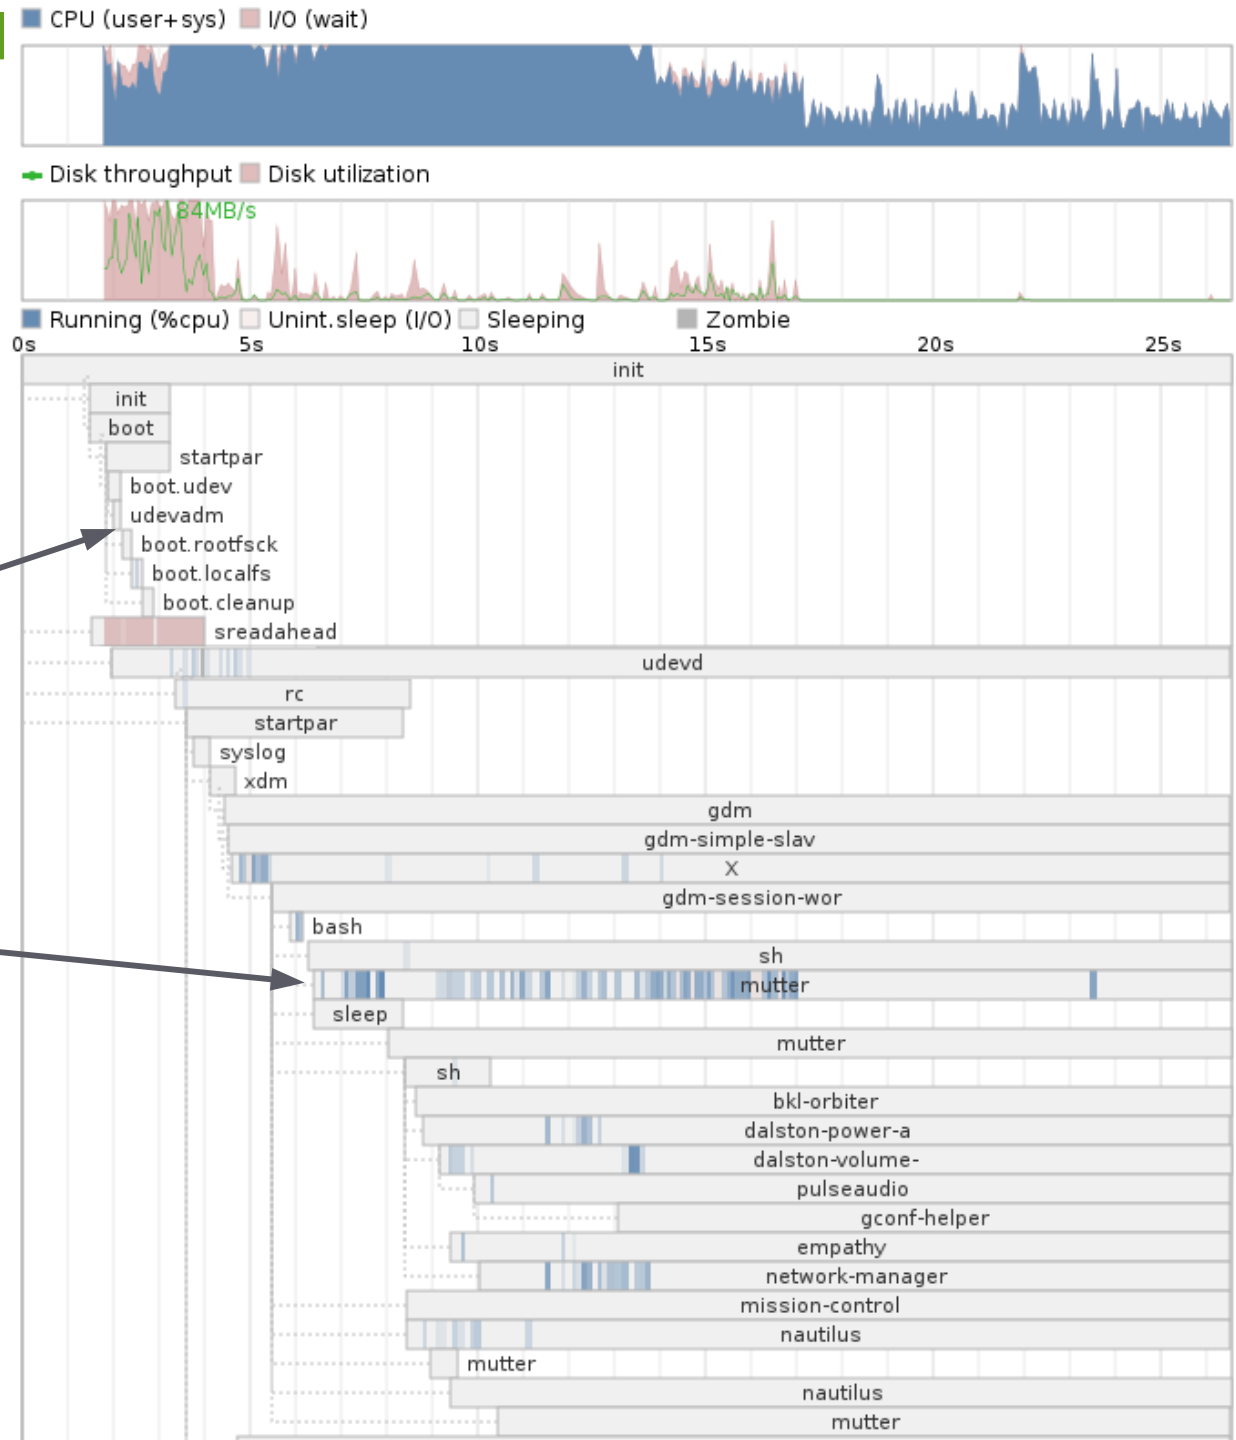 CPU (user+sys) I/O (wait)
Disk throughput Disk utilization
84MB/s
Running (%cpu) Unint.sleep (I/O) Sleeping Zombie
0s 5s 10s 15s 20s 25s
init
init
boot
startpar
boot.udev
udevadm
boot.rootfsck
boot.localfs
boot.cleanup
sreadahead
udevd
rc
startpar
syslog
xdm
gdm
gdm-simple-slav
X
gdm-session-wor
bash
sh
mutter
sleep
mutter
sh
bkl-orbiter
dalston-power-a
dalston-volume-
pulseaudio
gconf-helper
empathy
network-manager
mission-control
nautilus
mutter
nautilus
mutter